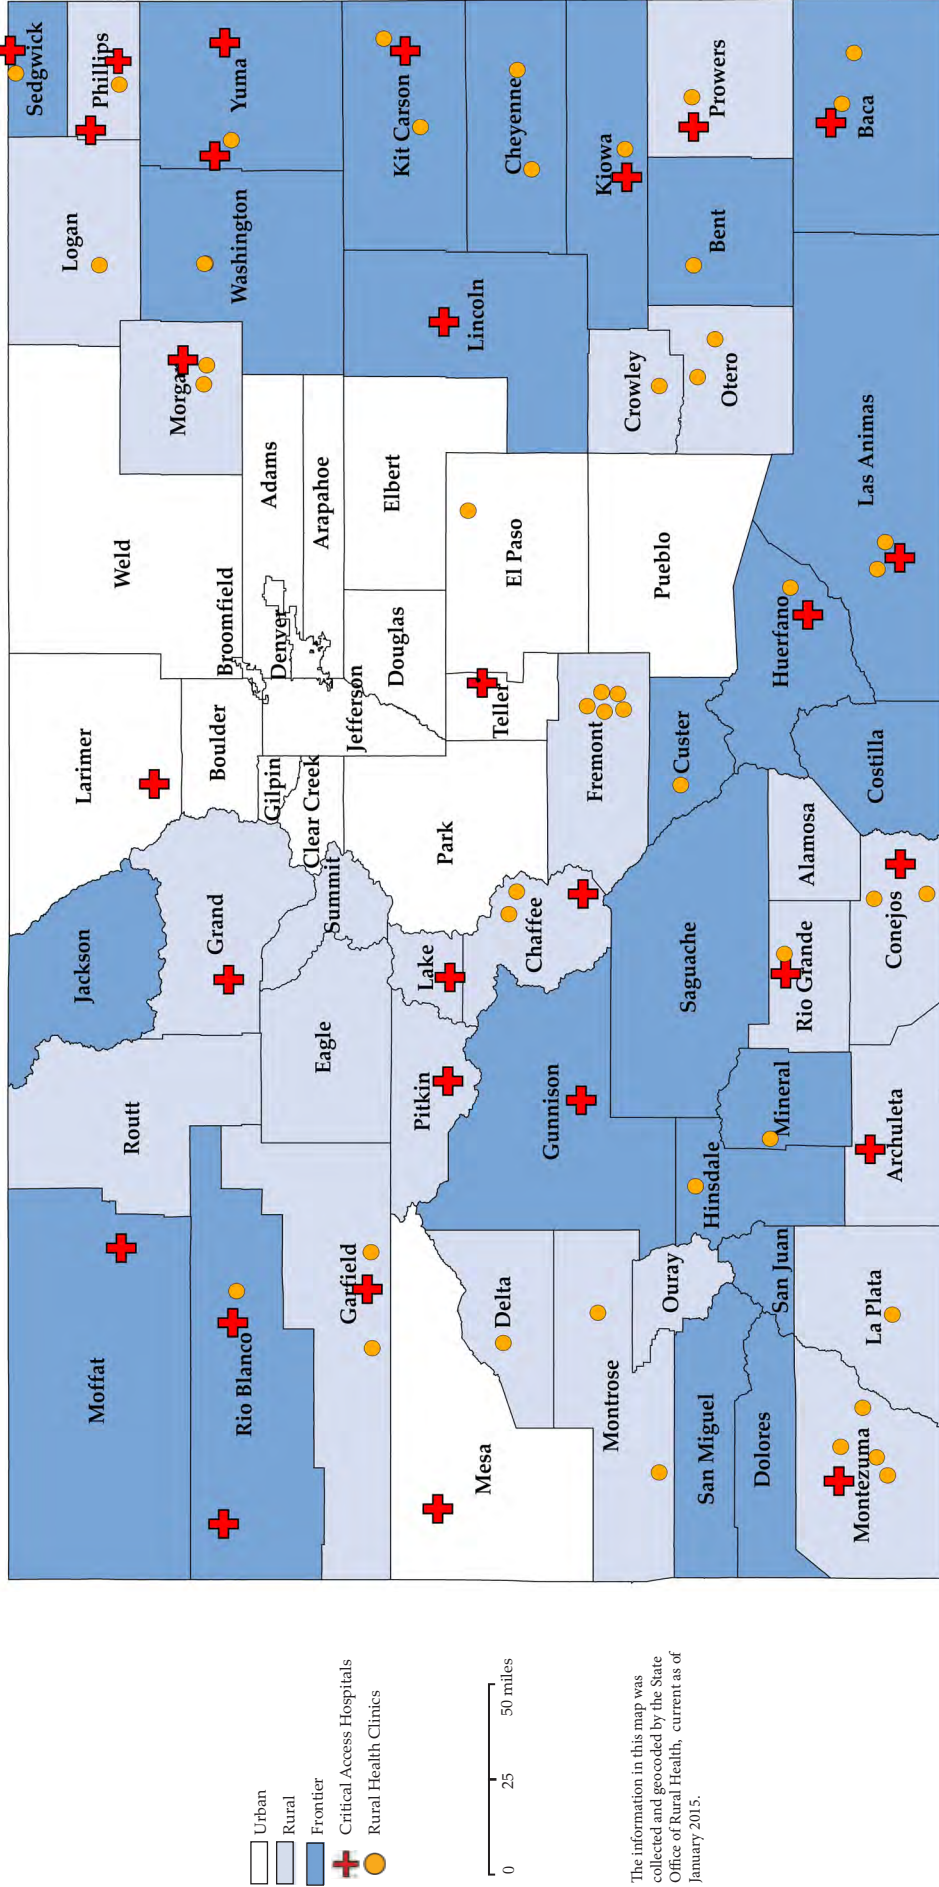 Moffat
Routt
Jackson
Larimer
Weld
Logan
Sedgwick
Phillips
Morgan
Washington
Yuma
Rio Blanco
Grand
Boulder
Broomfield
Adams
Gilpin
Denver
Arapahoe
Clear Creek
Jefferson
Garfield
Eagle
Summit
Douglas
Elbert
Lincoln
Kit Carson
Pitkin
Lake
Park
Teller
El Paso
Cheyenne
Mesa
Delta
Gunnison
Chaffee
Fremont
Kiowa
Montrose
Ouray
Crowley
Pueblo
Custer
Saguache
Hinsdale
San Miguel
Otero
Bent
Prowers
Dolores
San Juan
Mineral
Rio Grande
Alamosa
Huerfano
Las Animas
Baca
Montezuma
La Plata
Archuleta
Conejos
Costilla
Urban
Rural
Frontier
Critical Access Hospitals
Rural Health Clinics
0 25 50 miles
The information in this map was
collected and geocoded by the State
Office of Rural Health, current as of
January 2015.